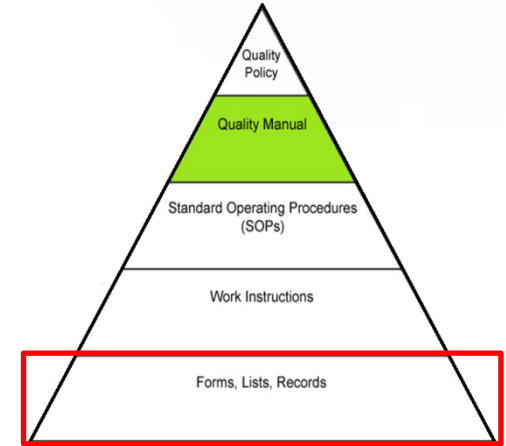 Quality
Policy
Quality Manual
Standard Operating Procedures
(SOPs)
Work Instructions
Forms, Lists, Records